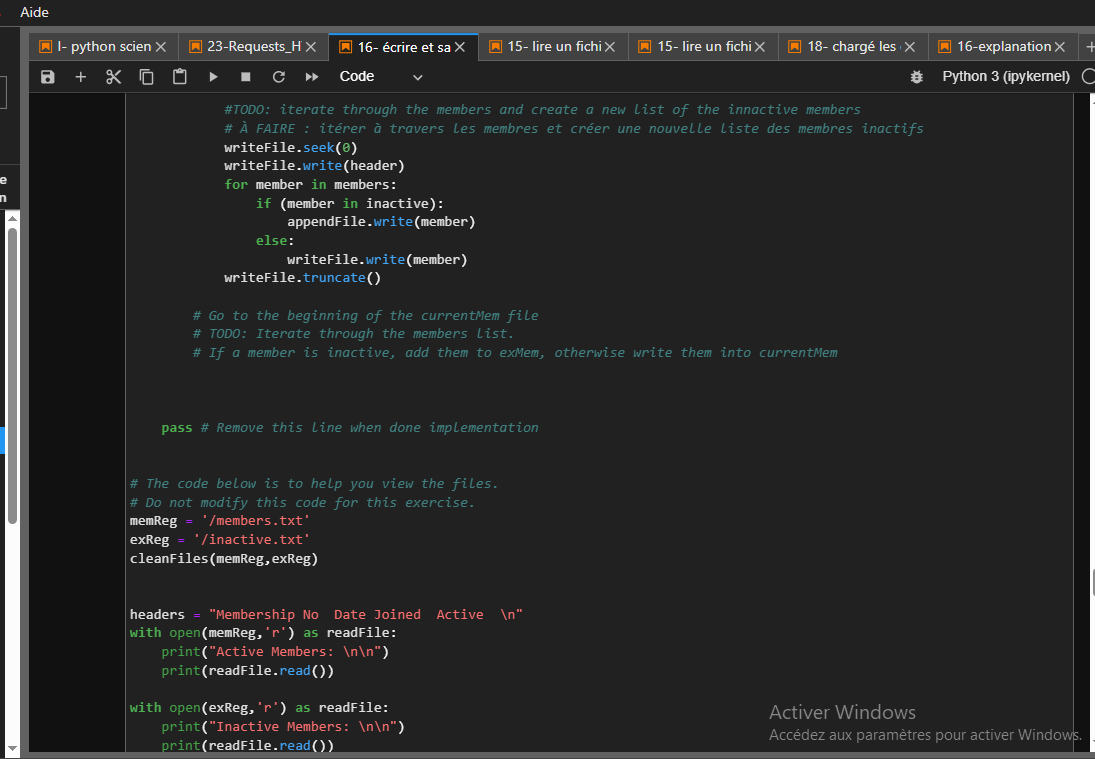 Aide
I- python scien
23-Requests_H
16- écrire et sa
15- lire un fichi
15- lire un fichi
18- chargé les
16-explanation
Code
Python 3 (ipykernel)
e
n
#TODO: iterate through the members and create a new list of the innactive members
# À FAIRE : itérer à travers les membres et créer une nouvelle liste des membres inactifs
writeFile.seek(0)
writeFile.write(header)
for member in members:
if (member in inactive):
appendFile.write(member)
else:
writeFile.write(member)
writeFile.truncate()
# Go to the beginning of the currentMem file
# TODO: Iterate through the members list.
# If a member is inactive, add them to exMem, otherwise write them into currentMem
pass # Remove this line when done implementation
# The code below is to help you view the files.
# Do not modify this code for this exercise.
memReg = '/members.txt'
exReg = '/inactive.txt'
cleanFiles(memReg,exReg)
headers = "Membership No  Date Joined  Active  \n"
with open(memReg,'r') as readFile:
print("Active Members: \n\n")
print(readFile.read())
with open(exReg,'r') as readFile:
print("Inactive Members: \n\n")
print(readFile.read())
Activer Windows
Accédez aux paramètres pour activer Windows.